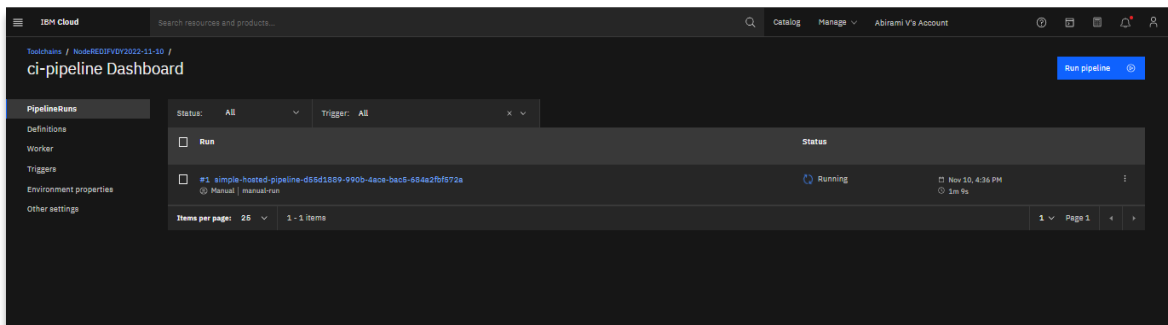 IBM Cloud
Search resources and products...
Catalog
Manage
Abirami V's Account
Toolchains / NodeREDIFVDY2022-11-10 /
ci-pipeline Dashboard
Run pipeline
PipelineRuns
Definitions
Worker
Triggers
Environment properties
Other settings
Status: All
Trigger: All
Run
Status
#1 simple-hosted-pipeline-d55d1889-990b-4ace-bac5-684a2fbf572a
Manual | manual-run
Running
Nov 10, 4:36 PM
1m 9s
Items per page: 25
1 - 1 items
1
Page 1